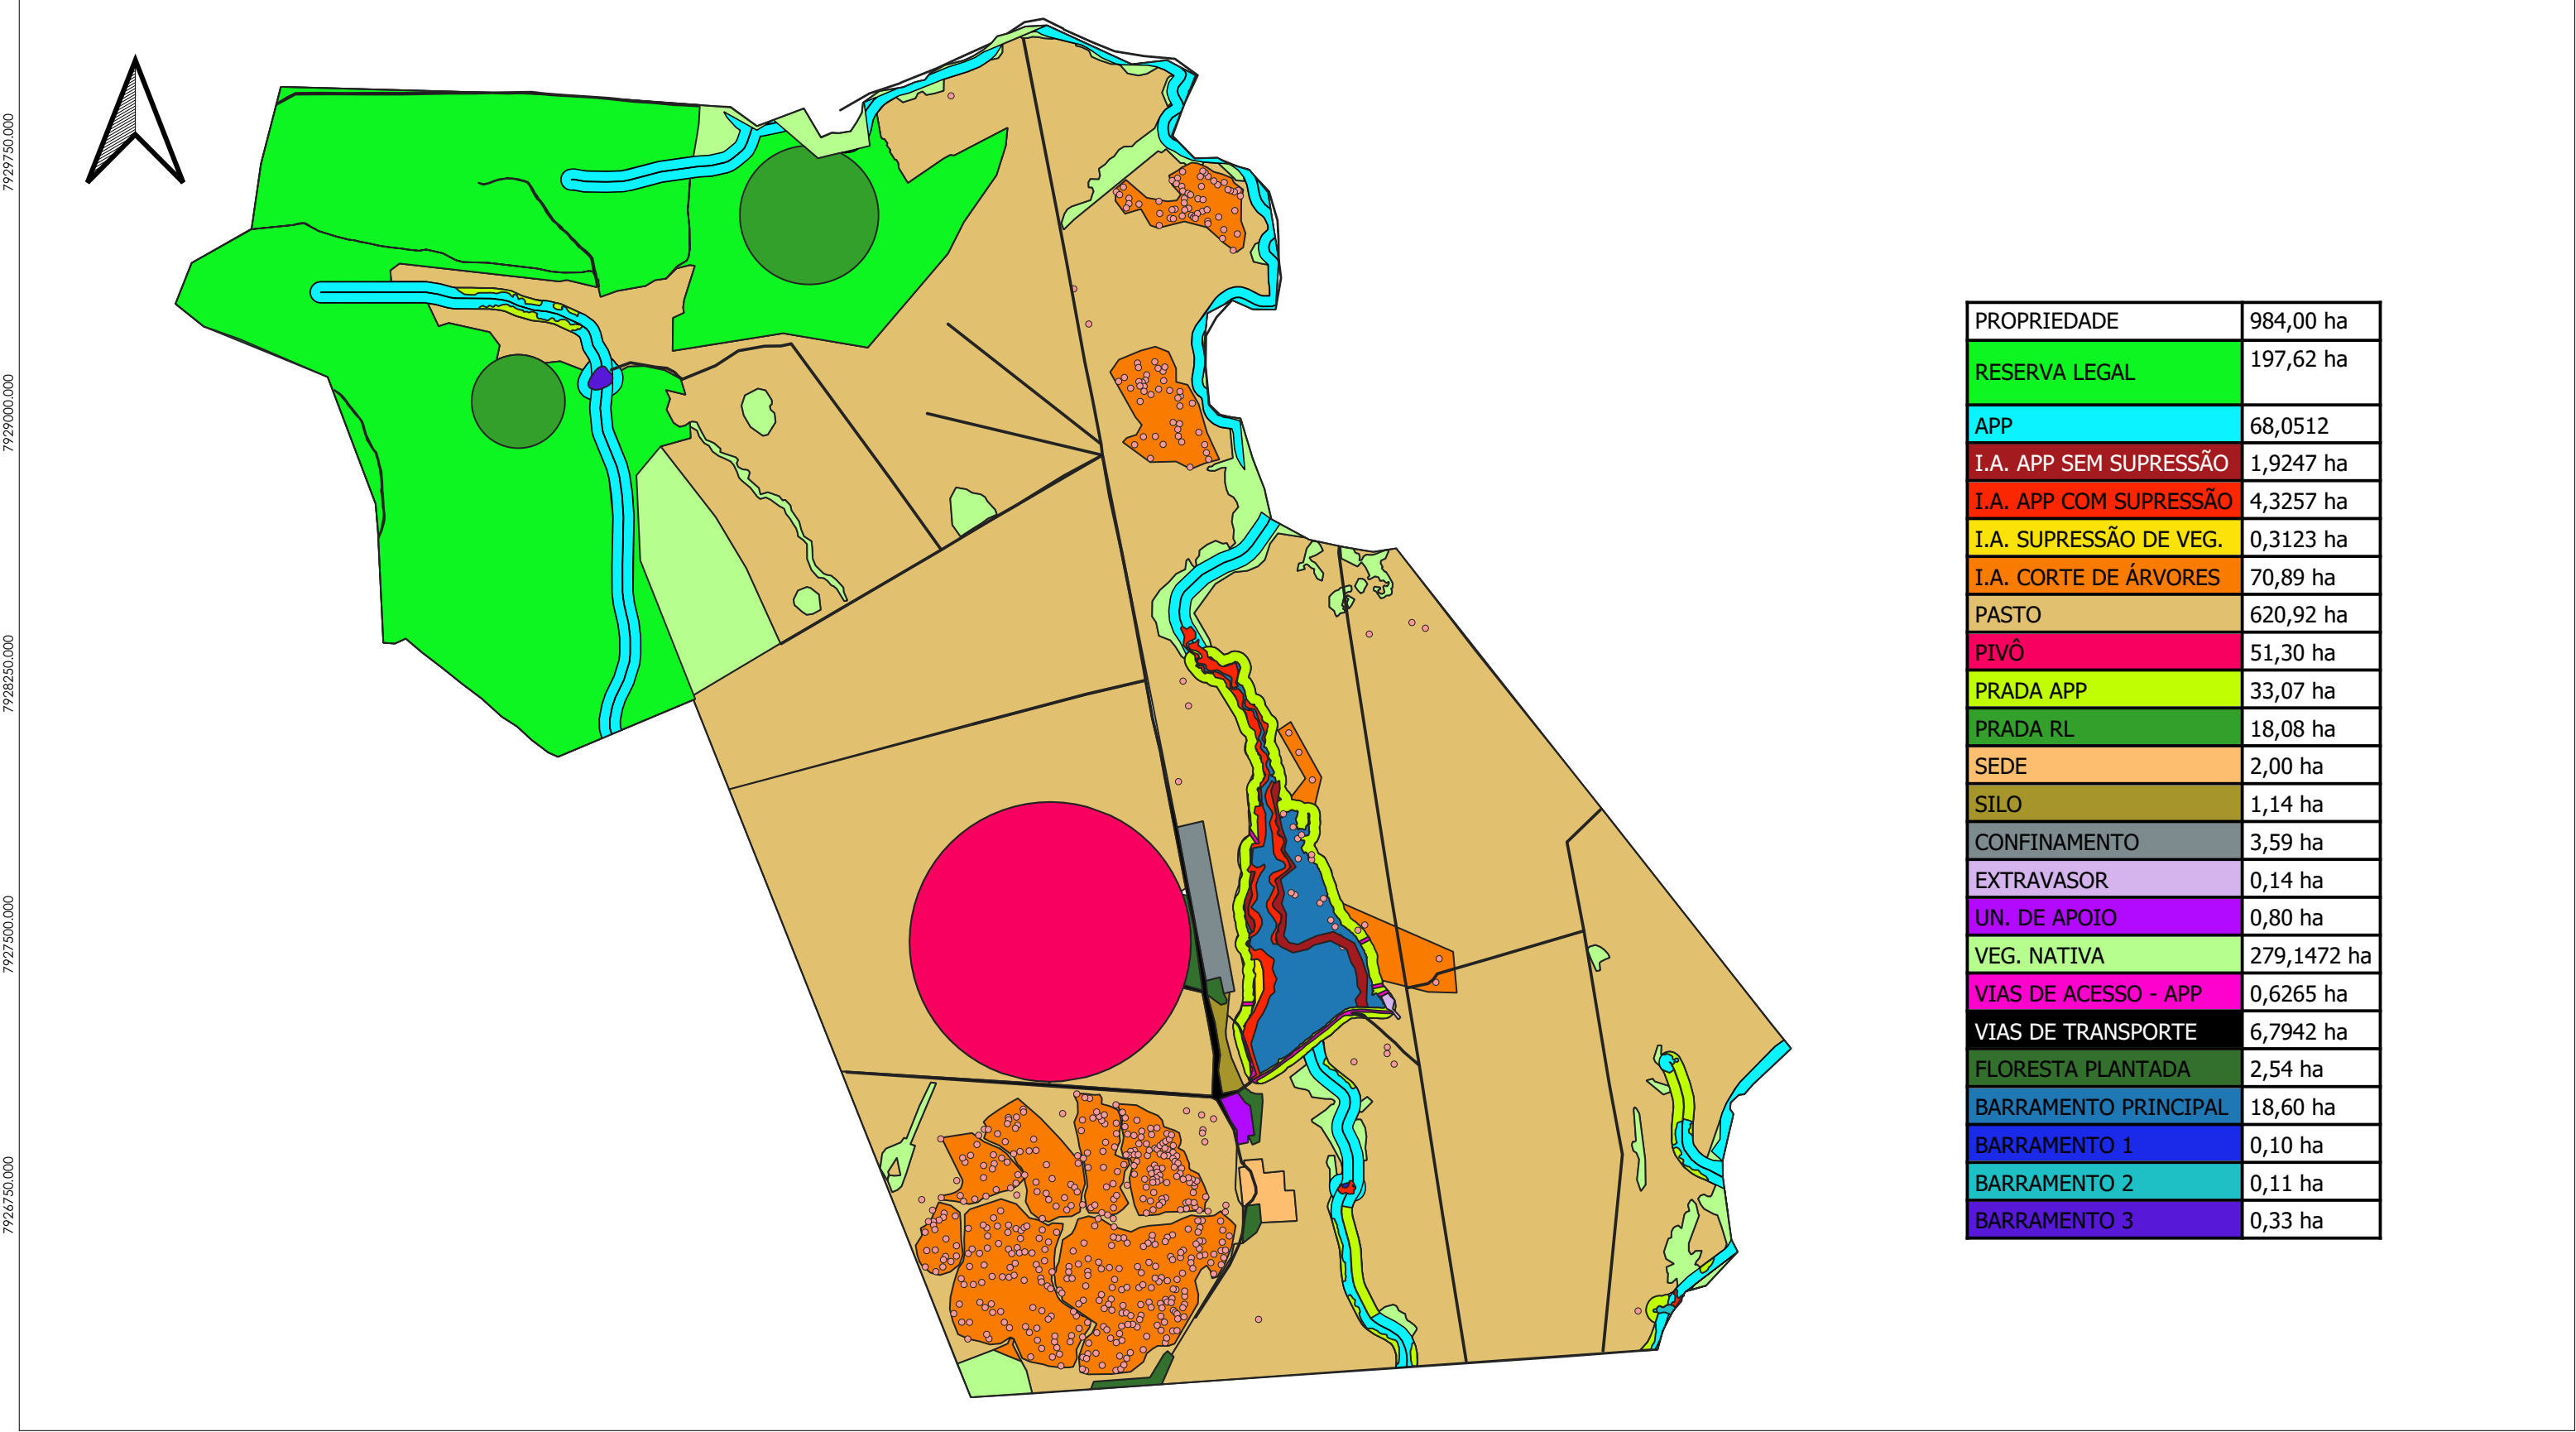 7929750.000
7929000.000
7928250.000
7927500.000
7926750.000
PROPRIEDADE 984,00 ha
RESERVA LEGAL 197,62 ha
APP 68,0512
I.A. APP SEM SUPRESSÃO 1,9247 ha
I.A. APP COM SUPRESSÃO 4,3257 ha
I.A. SUPRESSÃO DE VEG. 0,3123 ha
I.A. CORTE DE ÁRVORES 70,89 ha
PASTO 620,92 ha
PIVÔ 51,30 ha
PRADA APP 33,07 ha
PRADA RL 18,08 ha
SEDE 2,00 ha
SILO 1,14 ha
CONFINAMENTO 3,59 ha
EXTRAVASOR 0,14 ha
UN. DE APOIO 0,80 ha
VEG. NATIVA 279,1472 ha
VIAS DE ACESSO - APP 0,6265 ha
VIAS DE TRANSPORTE 6,7942 ha
FLORESTA PLANTADA 2,54 ha
BARRAMENTO PRINCIPAL 18,60 ha
BARRAMENTO 1 0,10 ha
BARRAMENTO 2 0,11 ha
BARRAMENTO 3 0,33 ha